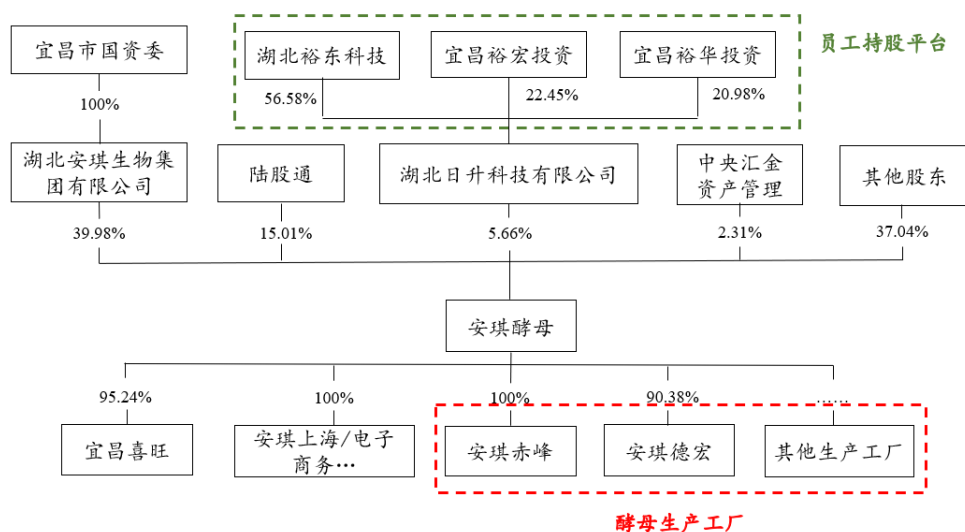 宜昌市国资委
湖北裕东科技
宜昌裕宏投资
宜昌裕华投资
员工持股平台
100%
56.58%
22.45%
20.98%
湖北安琪生物集
团有限公司
陆股通
湖北日升科技有限公司
中央汇金
资产管理
其他股东
39.98%
15.01%
5.66%
2.31%
37.04%
安琪酵母
95.24%
100%
100%
90.38%
……
宜昌喜旺
安琪上海/电子
商务…
安琪赤峰
安琪德宏
其他生产工厂
酵母生产工厂